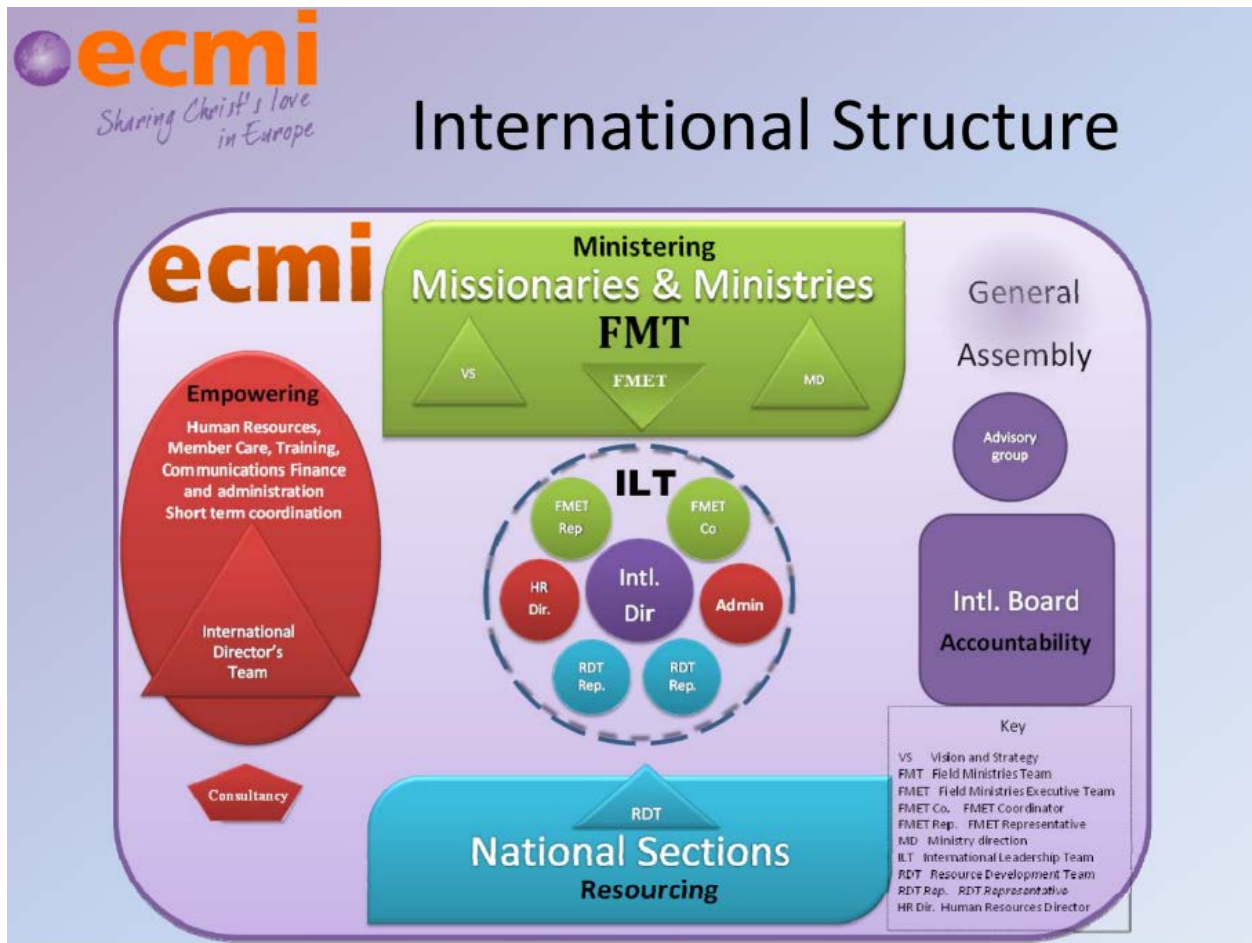 ecmi
Sharing Christ's love
in Europe
International Structure
ecmi
Ministering
Missionaries & Ministries
FMT
VS
FMET
MD
General
Assembly
Empowering
Human Resources,
Member Care, Training,
Communications Finance
and administration
Short term coordination
International
Director's
Team
Consultancy
ILT
FMET
Rep
FMET
Co
HR
Dir.
Intl.
Dir
Admin
RDT
Rep.
RDT
Rep.
Advisory
group
Intl. Board
Accountability
RDT
National Sections
Resourcing
Key
VS Vision and Strategy
FMT Field Ministries Team
FMET Field Ministries Executive Team
FMET Co. FMET Coordinator
FMET Rep. FMET Representative
MD Ministry direction
ILT International Leadership Team
RDT Resource Development Team
RDT Rep. RDT Representative
HR Dir. Human Resources Director